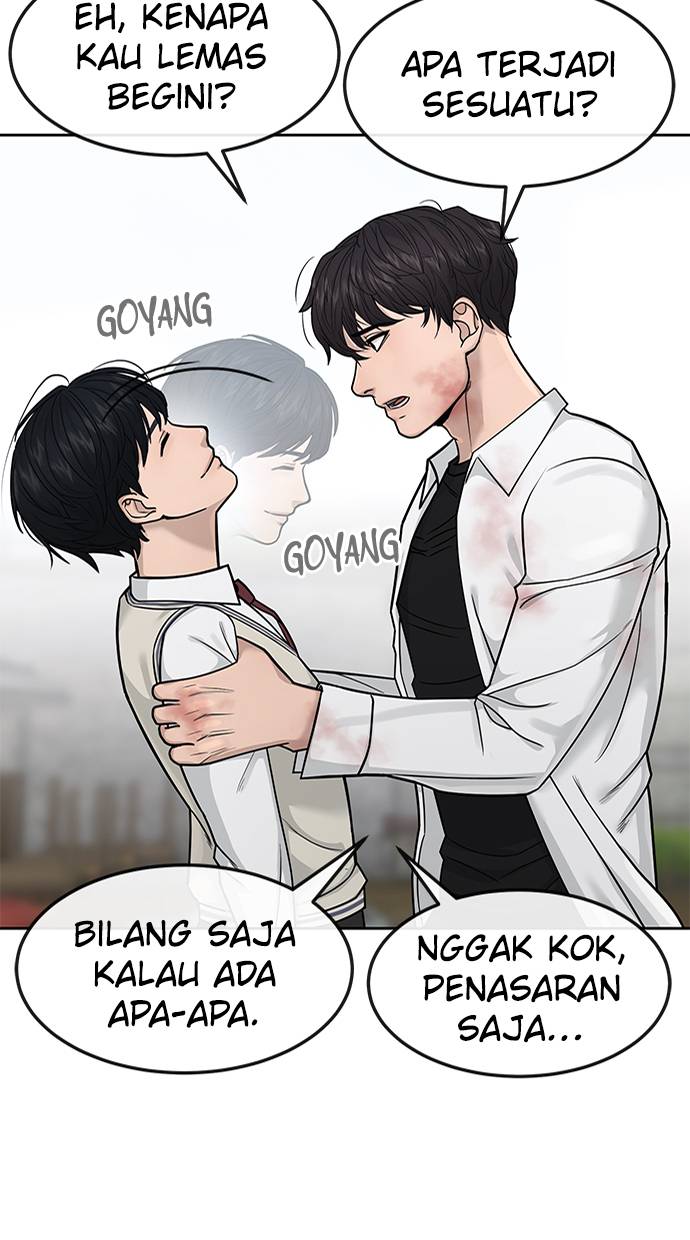 EH, KENAPA
KAU LEMAS
BEGINI?
APA TERJADI
SESUATU?
GOYANG
GOYANG
BILANG SAJA
KALAU ADA
APA-APA.
NGGAK KOK,
PENASARAN
SAJA...